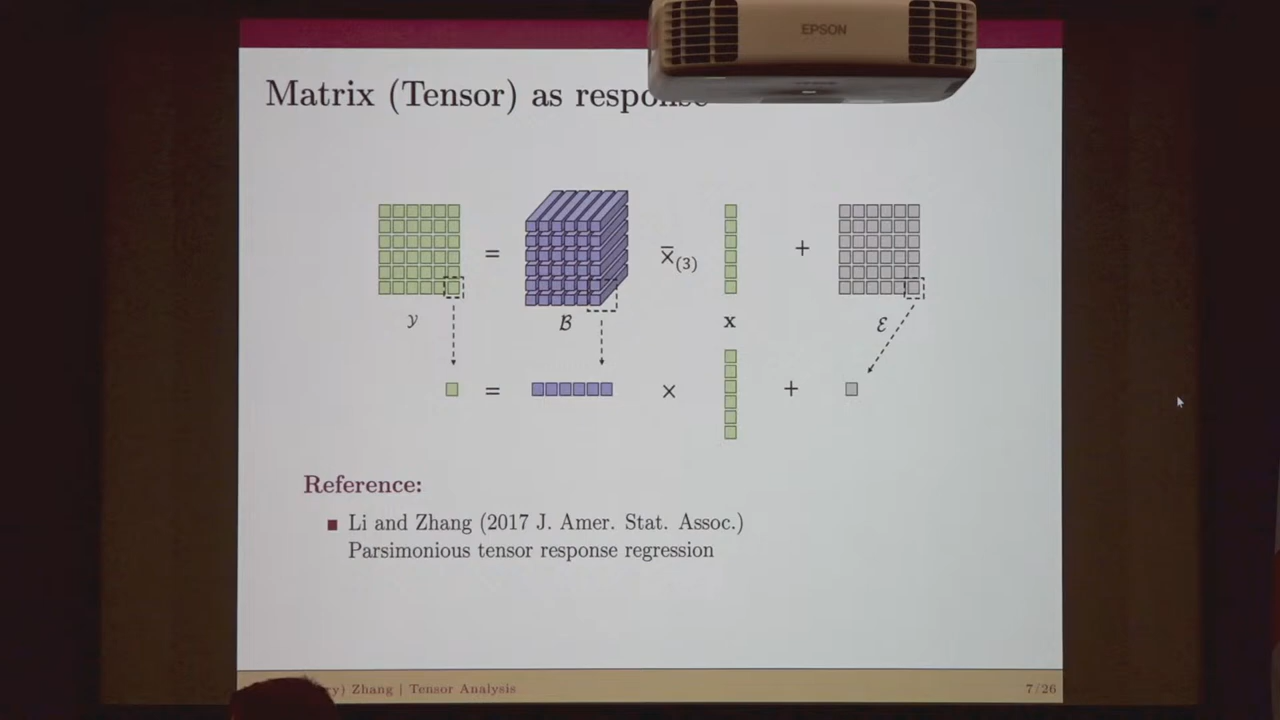 EPSON
Matrix (Tensor) as response
= x̄(3) +
𝒴 ℬ x ℰ
= × +
Reference:
Li and Zhang (2017 J. Amer. Stat. Assoc.)
Parsimonious tensor response regression
Zhang | Tensor Analysis 7/26